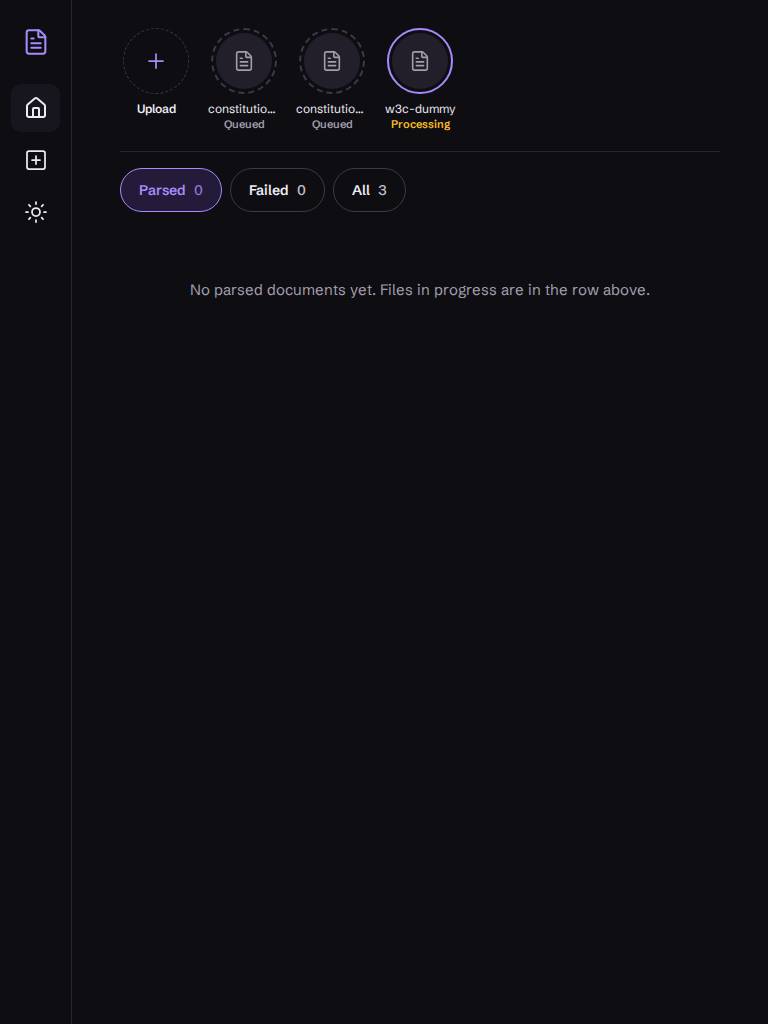 Upload
constitutio...
Queued
constitutio...
Queued
w3c-dummy
Processing
Parsed 0
Failed 0
All 3
No parsed documents yet. Files in progress are in the row above.